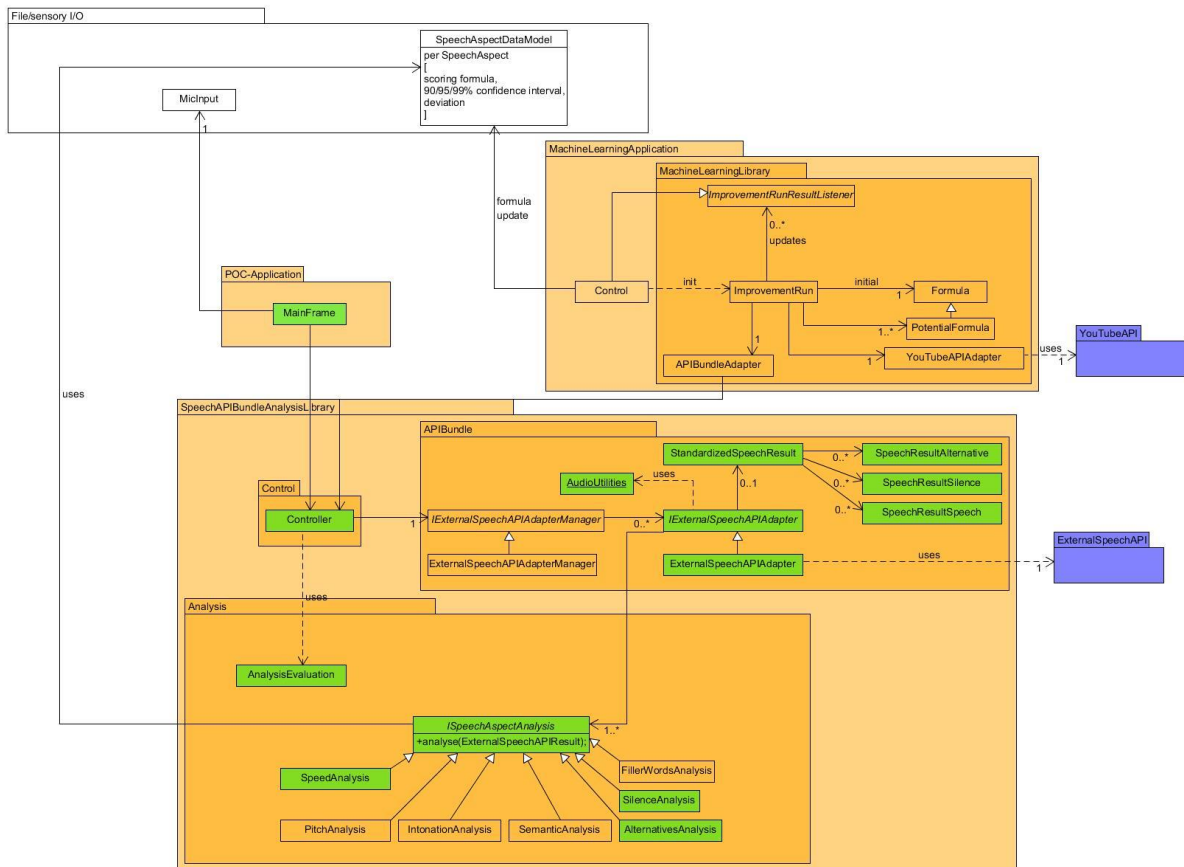 File/sensory I/O
SpeechAspectDataModel
per SpeechAspect
[
scoring formula,
90/95/99% confidence interval,
deviation
]
MicInput
1
MachineLearningApplication
MachineLearningLibrary
ImprovementRunResultListener
formula
update
0..*
updates
POC-Application
MainFrame
Control
init
ImprovementRun
initial
1
Formula
1..*
PotentialFormula
1
APIBundleAdapter
1
YouTubeAPIAdapter
uses
1
YouTubeAPI
uses
SpeechAPIBundleAnalysisLibrary
APIBundle
StandardizedSpeechResult
0..*
SpeechResultAlternative
uses
AudioUtilities
0..1
0..*
SpeechResultSilence
0..*
SpeechResultSpeech
Control
Controller
1
IExternalSpeechAPIAdapterManager
0..*
IExternalSpeechAPIAdapter
ExternalSpeechAPIAdapterManager
ExternalSpeechAPIAdapter
uses
1
ExternalSpeechAPI
uses
Analysis
AnalysisEvaluation
ISpeechAspectAnalysis
1..*
+analyse(ExternalSpeechAPIResult);
SpeedAnalysis
FillerWordsAnalysis
SilenceAnalysis
PitchAnalysis
IntonationAnalysis
SemanticAnalysis
AlternativesAnalysis